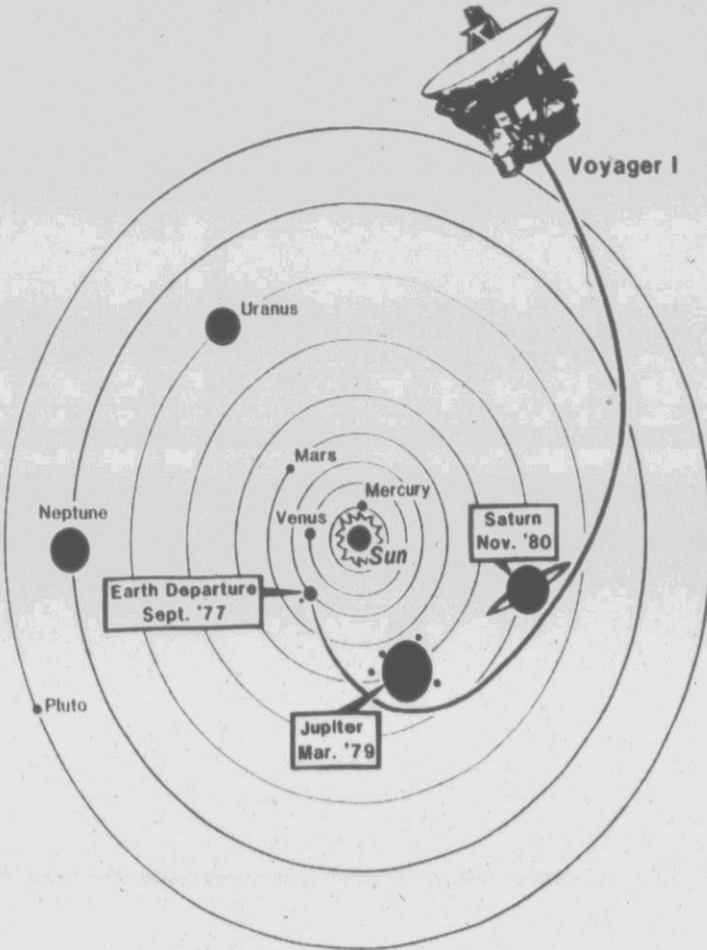 Voyager I
Uranus
Mars
Mercury
Neptune
Venus
Saturn
Nov. '80
Sun
Earth Departure
Sept. '77
Pluto
Jupiter
Mar. '79